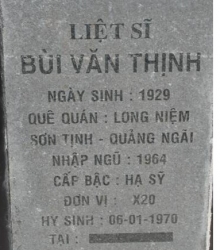 LIỆT SĨ
BÙI VĂN THỊNH
NGÀY SINH : 1929
QUÊ QUÁN : LONG NIỆM
SƠN TỊNH - QUẢNG NGÃI
NHẬP NGŨ : 1964
CẤP BẬC : HẠ SỸ
ĐƠN VỊ : X20
HY SINH : 06-01-1970
TẠI :